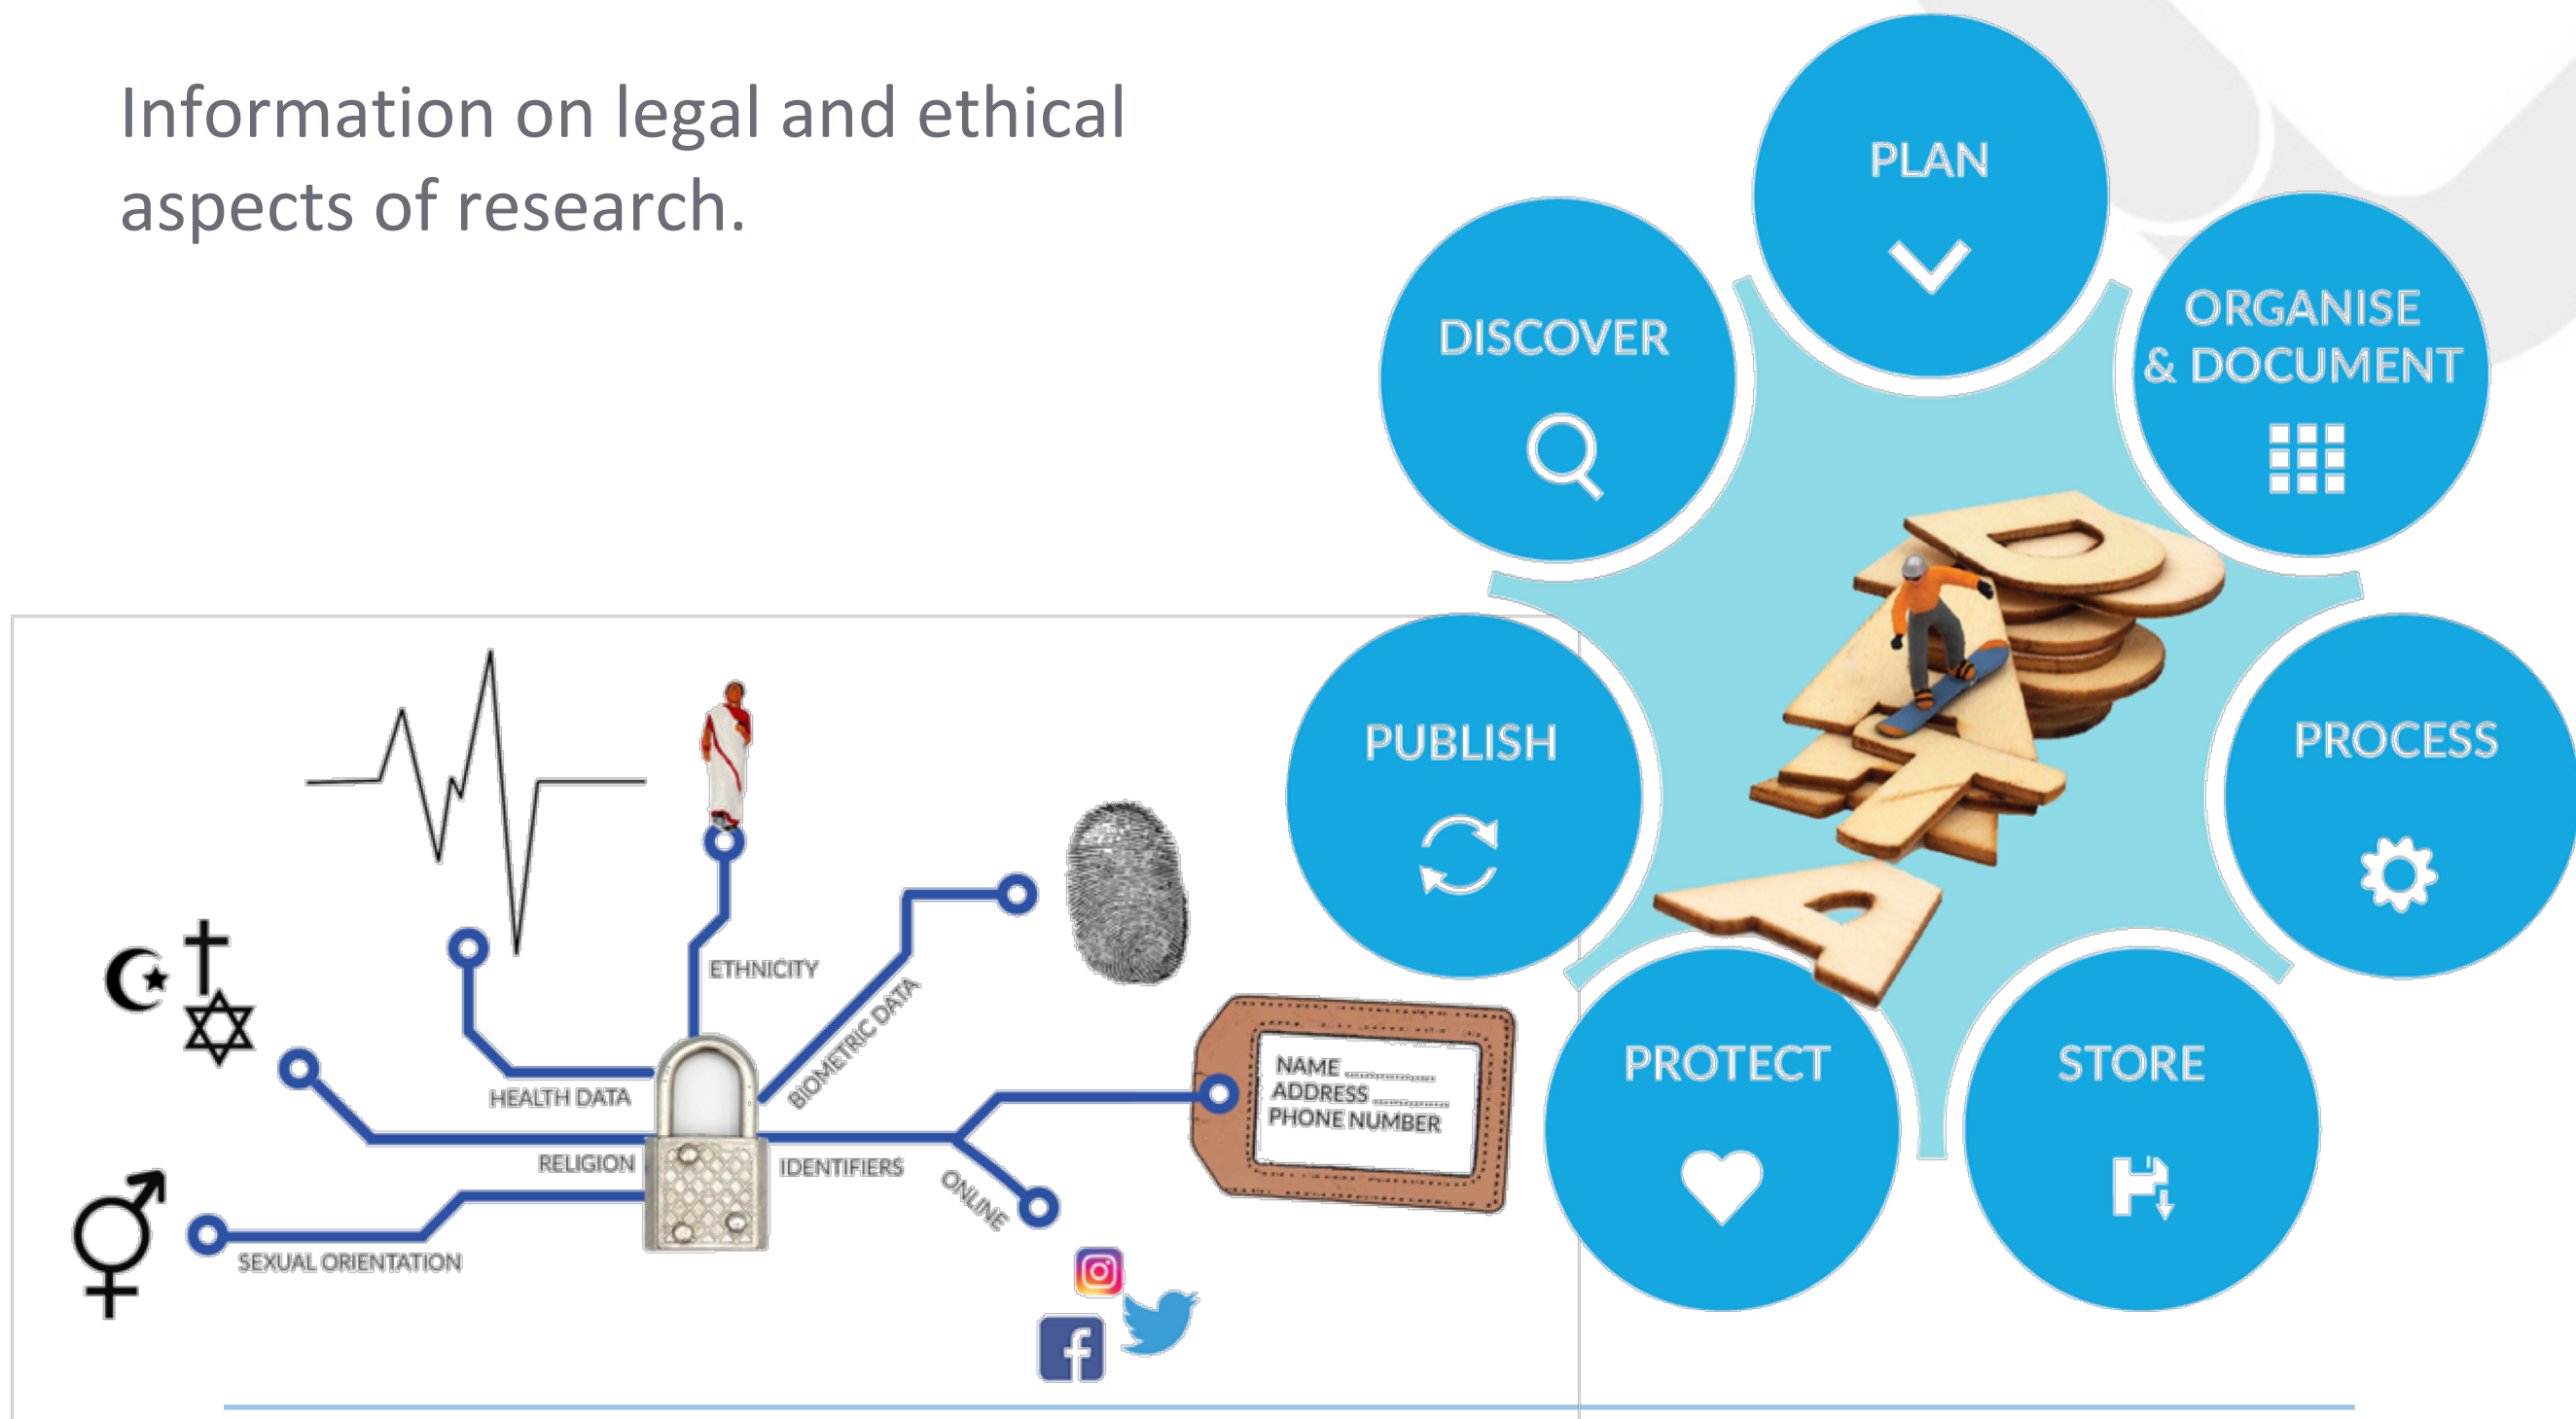 Information on legal and ethical
aspects of research.
PLAN
DISCOVER
ORGANISE
& DOCUMENT
PUBLISH
PROCESS
PROTECT
STORE
D
A
T
A
ETHNICITY
BIOMETRIC DATA
HEALTH DATA
RELIGION
IDENTIFIERS
ONLINE
SEXUAL ORIENTATION
NAME
ADDRESS
PHONE NUMBER